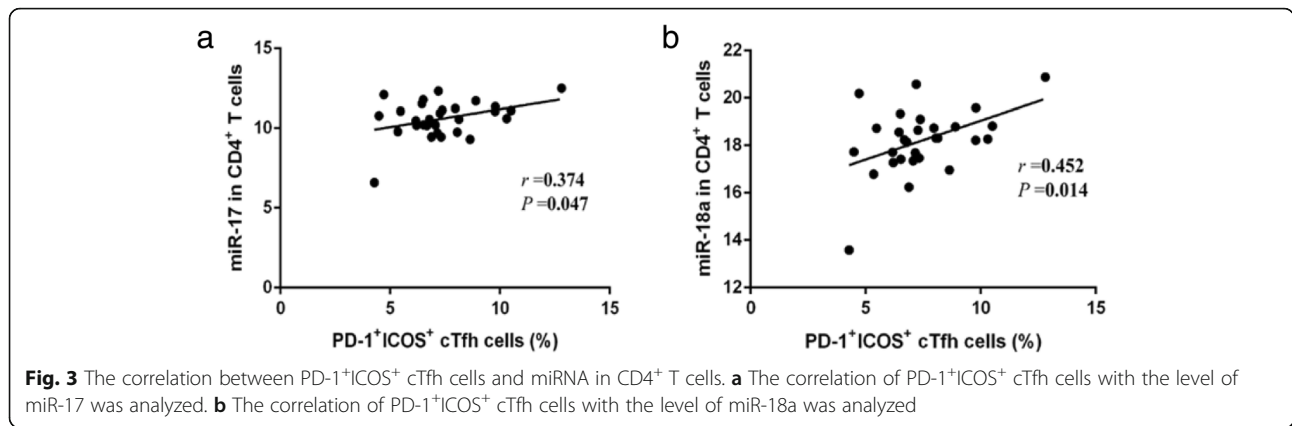 a
15
10
5
0
miR-17 in CD4⁺ T cells
r=0.374
P=0.047
0 5 10 15
PD-1⁺ICOS⁺ cTfh cells (%)
b
22
20
18
16
14
12
miR-18a in CD4⁺ T cells
r=0.452
P=0.014
0 5 10 15
PD-1⁺ICOS⁺ cTfh cells (%)
Fig. 3 The correlation between PD-1⁺ICOS⁺ cTfh cells and miRNA in CD4⁺ T cells. a The correlation of PD-1⁺ICOS⁺ cTfh cells with the level of
miR-17 was analyzed. b The correlation of PD-1⁺ICOS⁺ cTfh cells with the level of miR-18a was analyzed